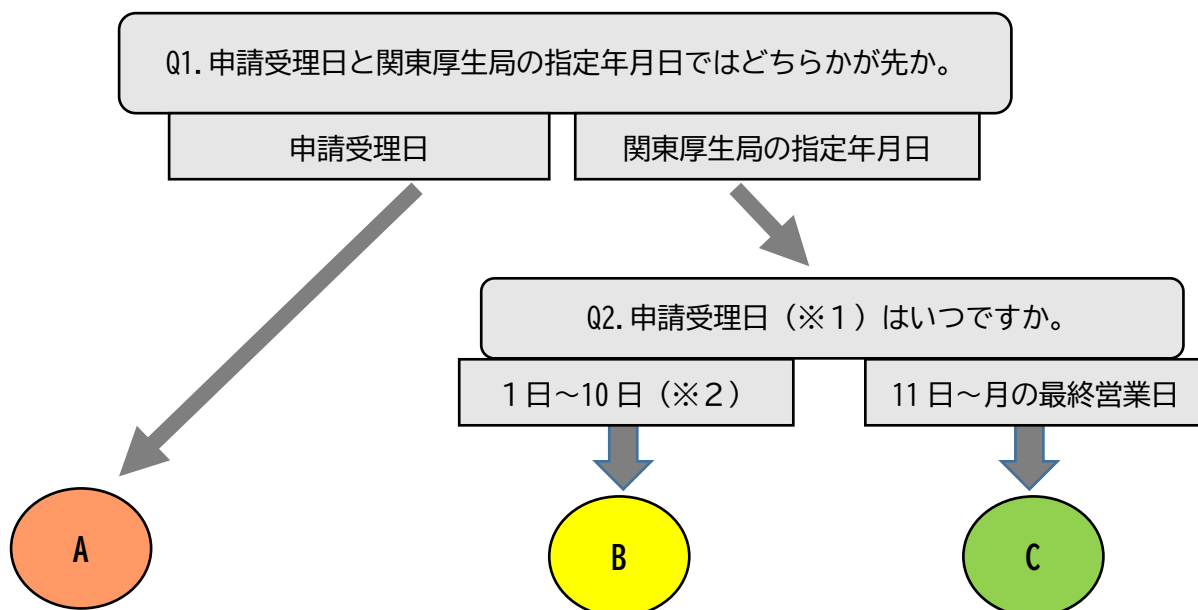 Q1.申請受理日と関東厚生局の指定年月日ではどちらかが先か。
申請受理日
関東厚生局の指定年月日
Q2.申請受理日（※１）はいつですか。
１日～10日（※２）
11日～月の最終営業日
A
B
C